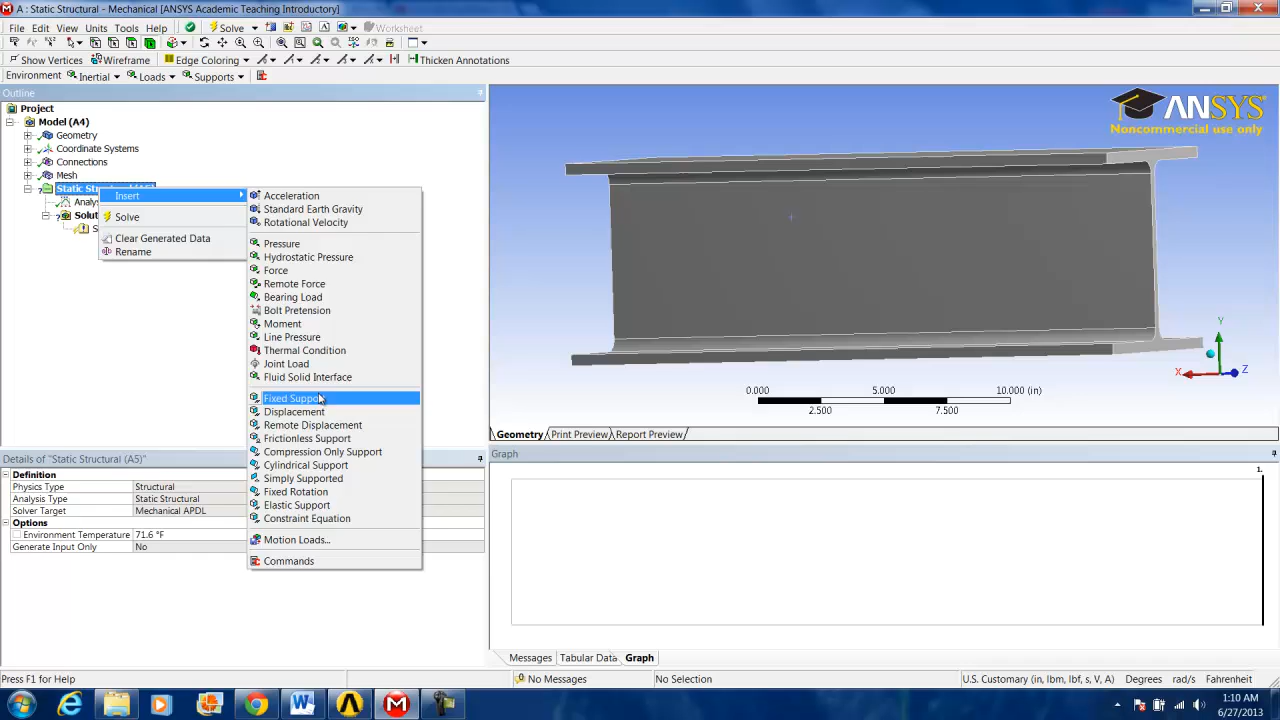 A : Static Structural - Mechanical [ANSYS Academic Teaching Introductory]
File Edit View Units Tools Help Solve Worksheet
Show Vertices Wireframe Edge Coloring Thicken Annotations
Environment Inertial Loads Supports
Outline
Project
Model (A4)
Geometry
Coordinate Systems
Connections
Mesh
Insert
Solve
Clear Generated Data
Rename
Acceleration
Standard Earth Gravity
Rotational Velocity
Pressure
Hydrostatic Pressure
Force
Remote Force
Bearing Load
Bolt Pretension
Moment
Line Pressure
Thermal Condition
Joint Load
Fluid Solid Interface
Fixed Support
Displacement
Remote Displacement
Frictionless Support
Compression Only Support
Cylindrical Support
Simply Supported
Fixed Rotation
Elastic Support
Constraint Equation
Motion Loads...
Commands
Details of "Static Structural (A5)"
Definition
Physics Type Structural
Analysis Type Static Structural
Solver Target Mechanical APDL
Options
Environment Temperature 71.6 °F
Generate Input Only No
ANSYS
Noncommercial use only
Y
X
Z
0.000 5.000 10.000 (in)
2.500 7.500
Geometry Print Preview Report Preview
Graph
1.
Messages Tabular Data Graph
Press F1 for Help No Messages No Selection U.S. Customary (in, lbm, lbf, s, V, A) Degrees rad/s Fahrenheit
1:10 AM
6/27/2013